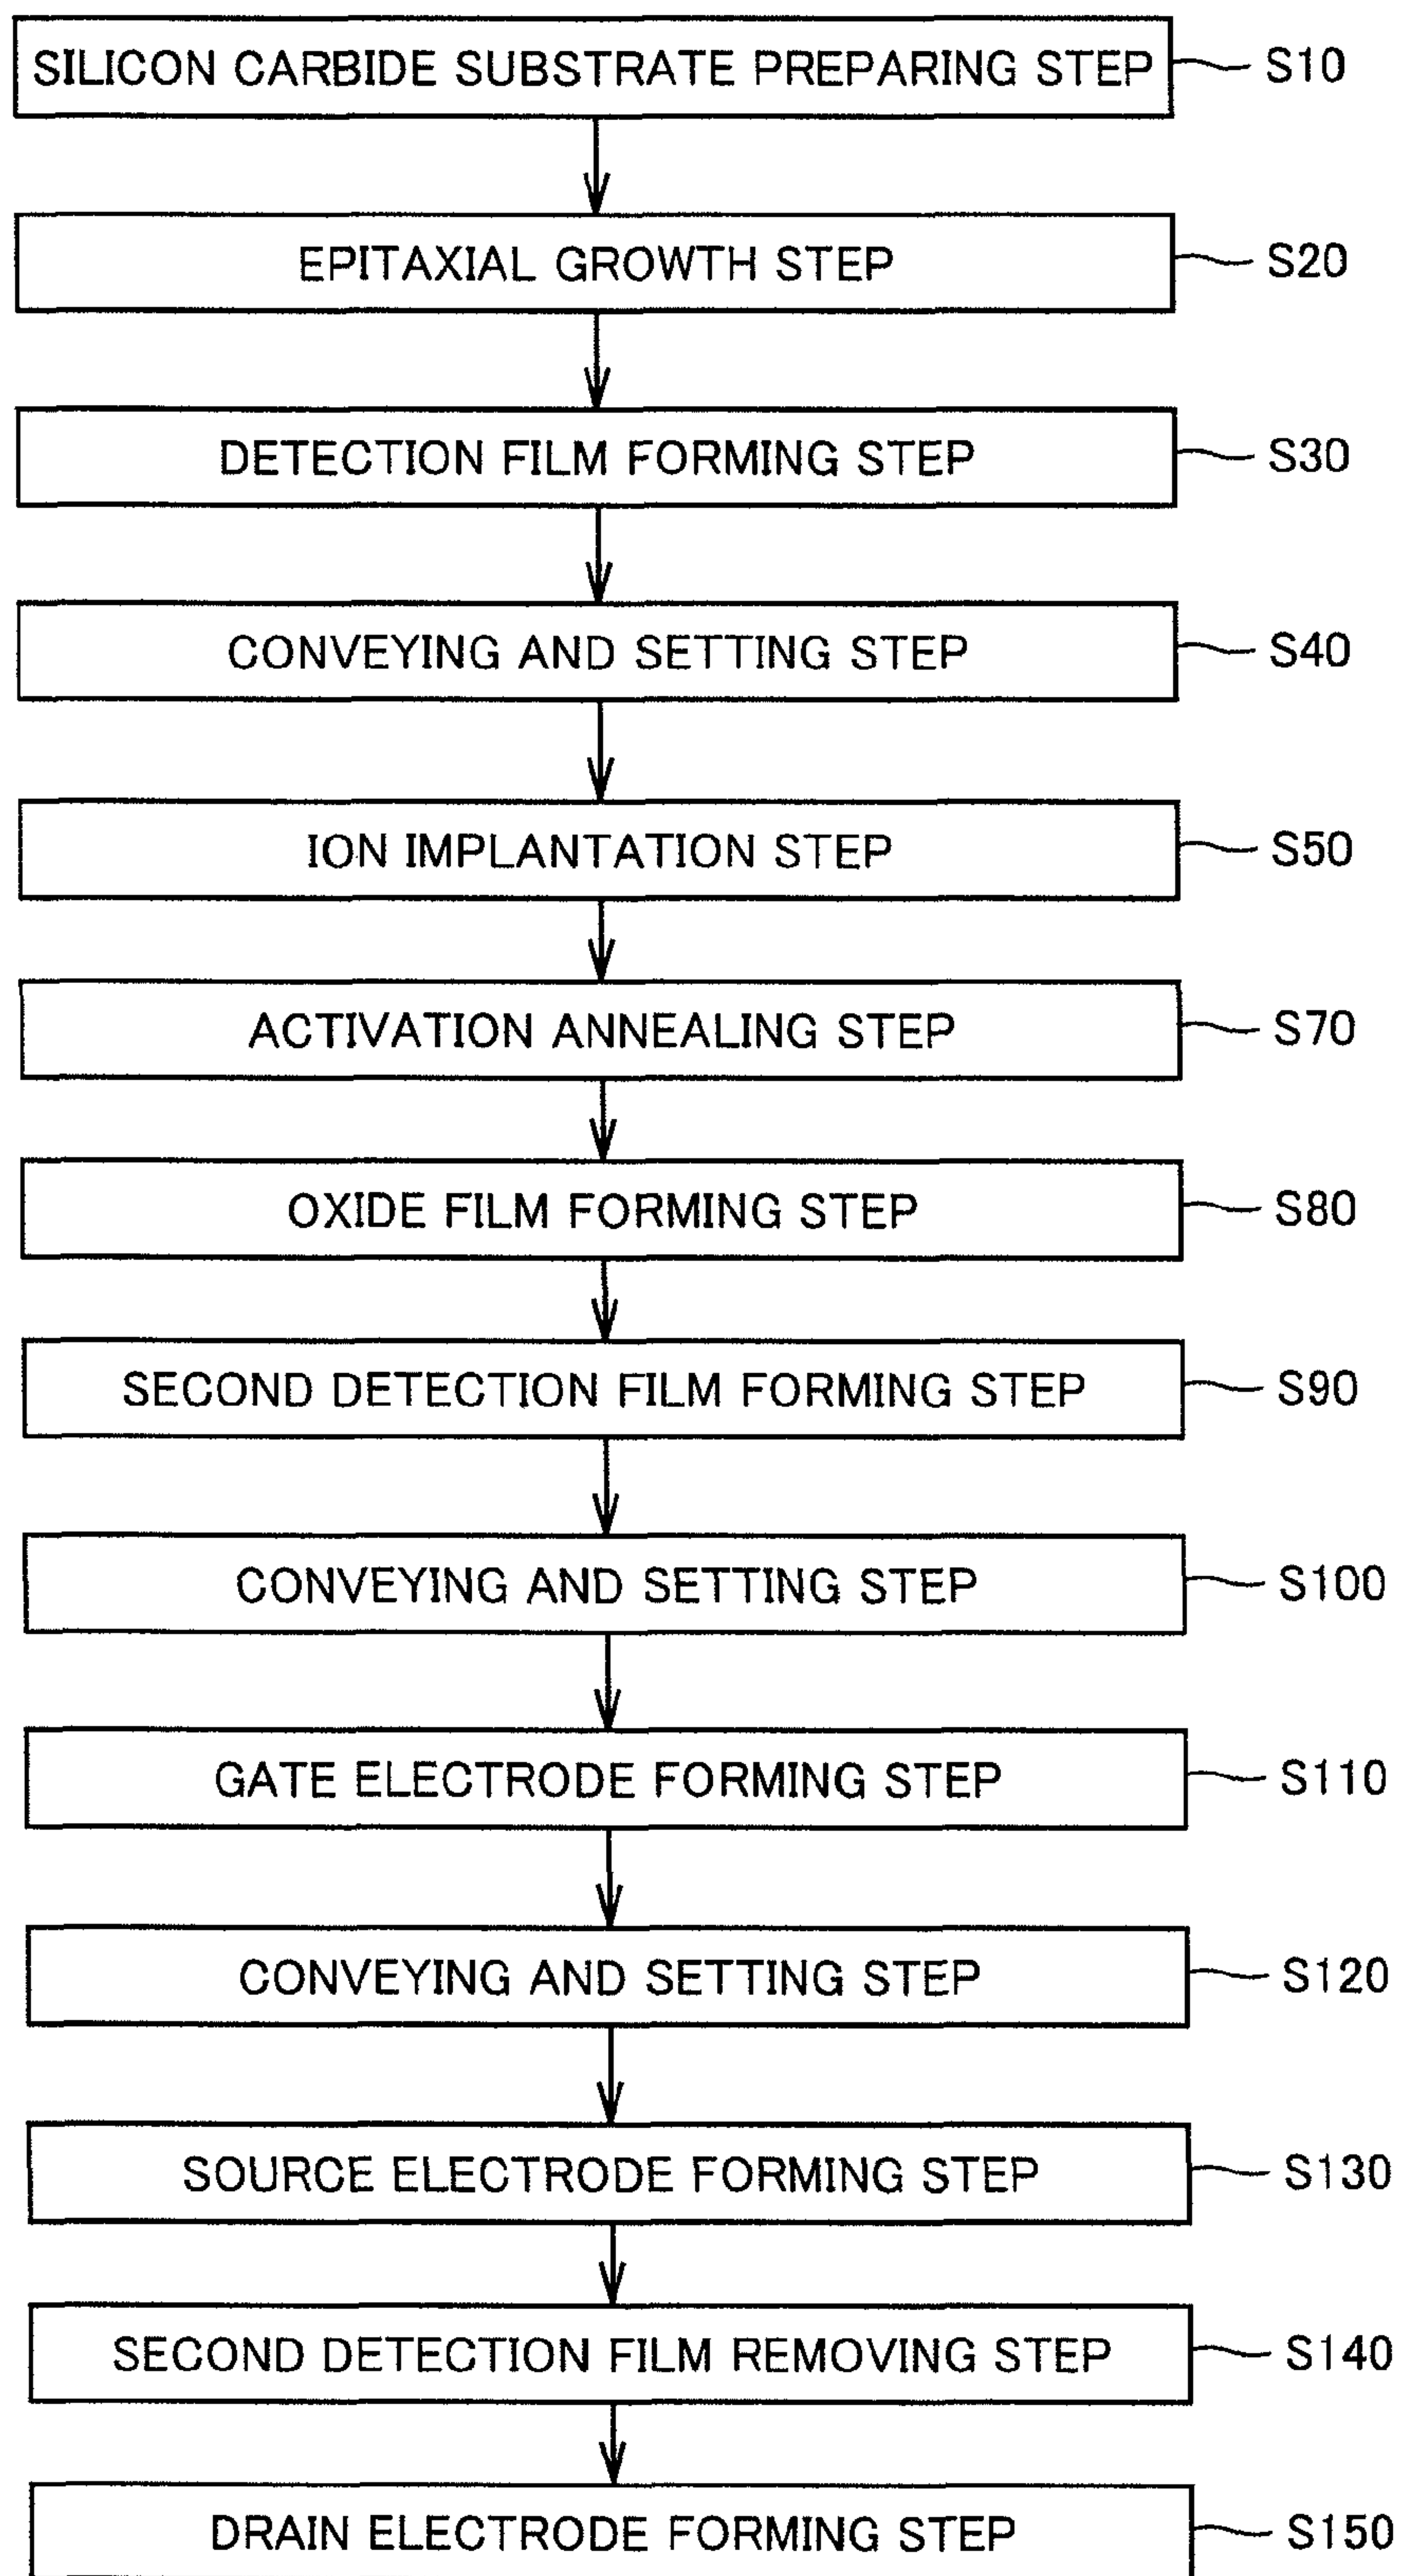 SILICON CARBIDE SUBSTRATE PREPARING STEP S10
EPITAXIAL GROWTH STEP S20
DETECTION FILM FORMING STEP S30
CONVEYING AND SETTING STEP S40
ION IMPLANTATION STEP S50
ACTIVATION ANNEALING STEP S70
OXIDE FILM FORMING STEP S80
SECOND DETECTION FILM FORMING STEP S90
CONVEYING AND SETTING STEP S100
GATE ELECTRODE FORMING STEP S110
CONVEYING AND SETTING STEP S120
SOURCE ELECTRODE FORMING STEP S130
SECOND DETECTION FILM REMOVING STEP S140
DRAIN ELECTRODE FORMING STEP S150